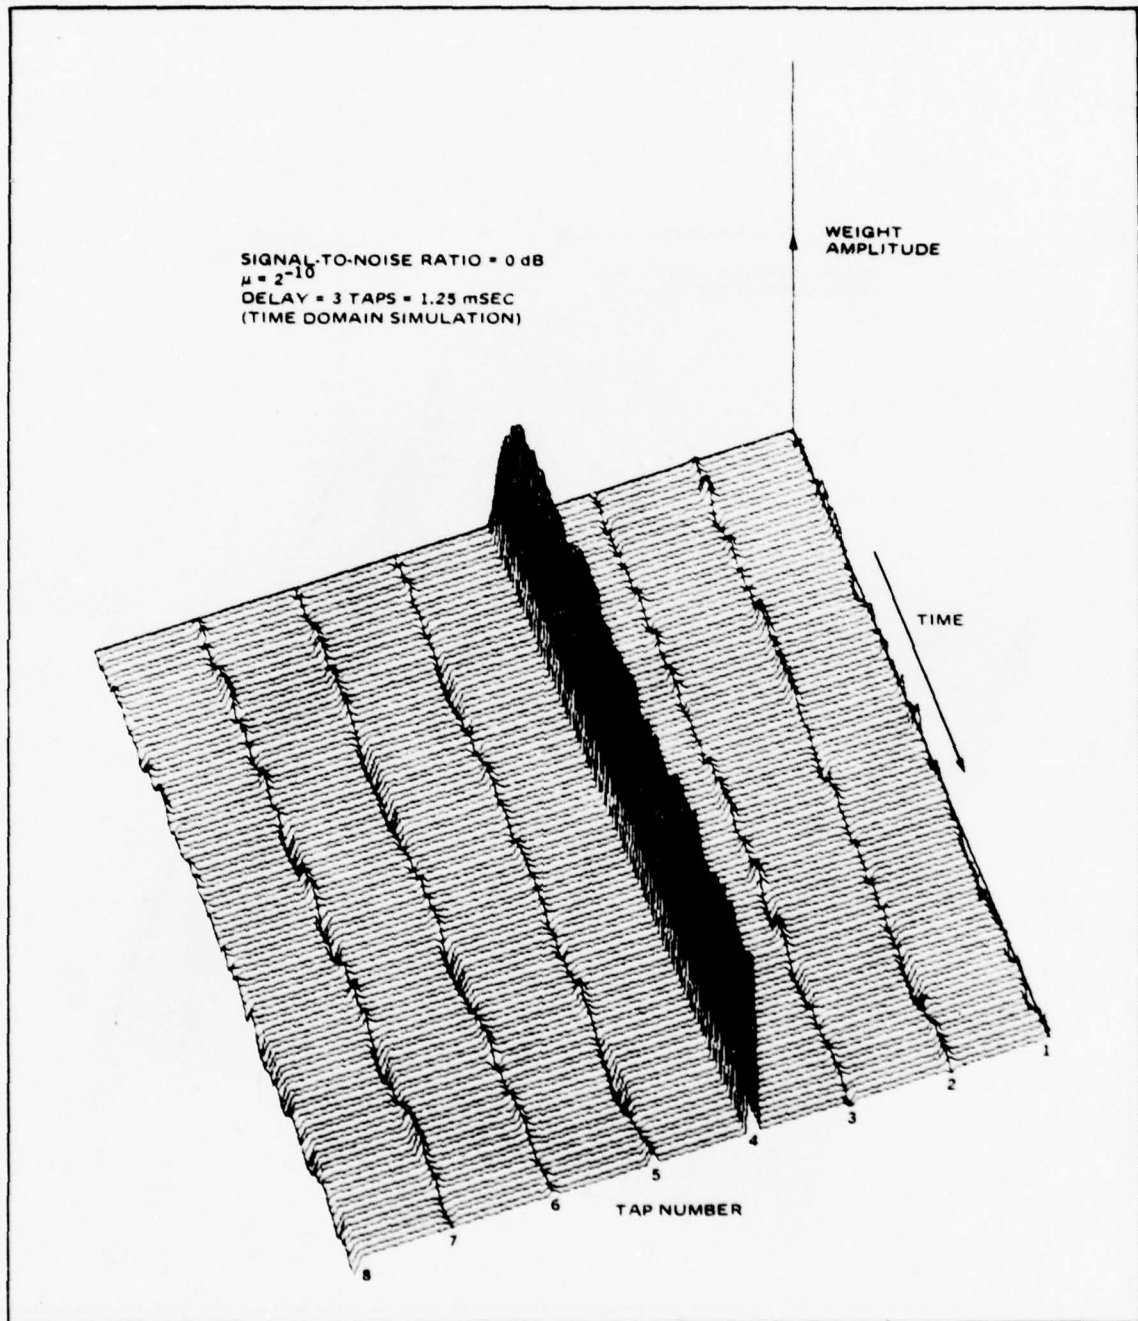 WEIGHT
AMPLITUDE
SIGNAL-TO-NOISE RATIO = 0 dB
μ = 2⁻¹⁰
DELAY = 3 TAPS = 1.25 mSEC
(TIME DOMAIN SIMULATION)
TIME
1
2
3
4
5
6
7
8
TAP NUMBER